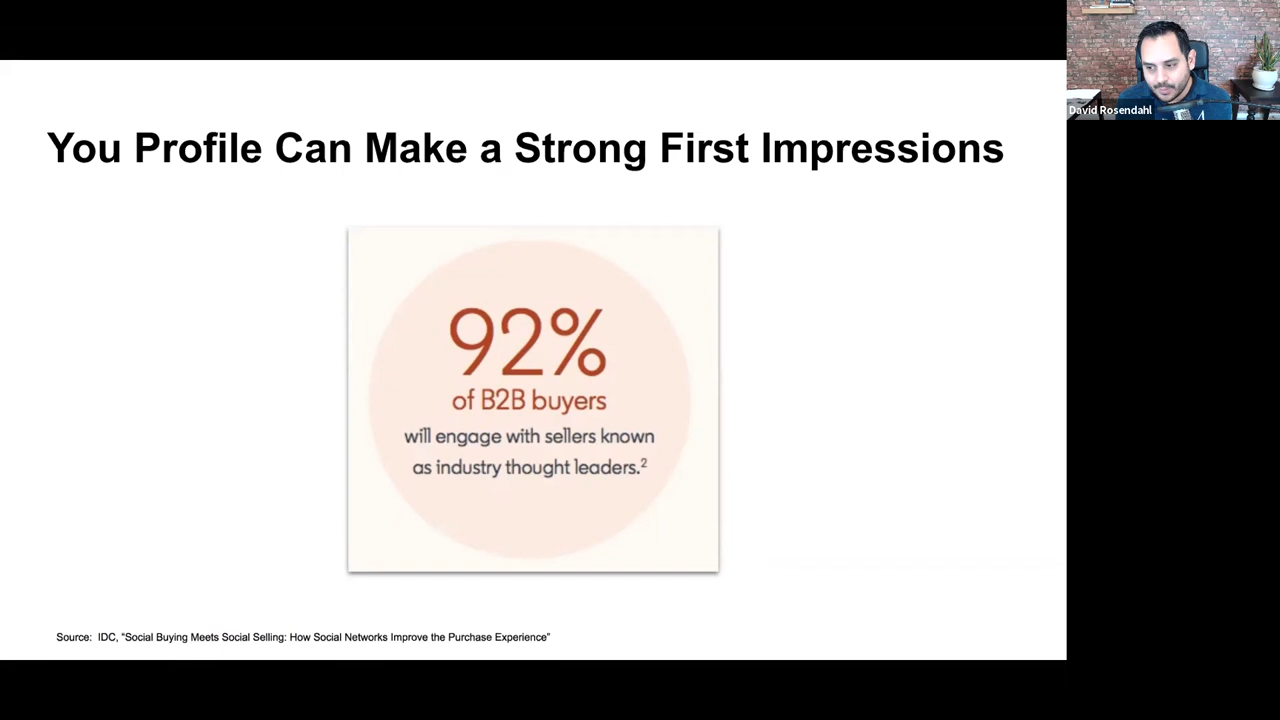 You Profile Can Make a Strong First Impressions
92%
of B2B buyers
will engage with sellers known
as industry thought leaders.2
Source: IDC, "Social Buying Meets Social Selling: How Social Networks Improve the Purchase Experience"
David Rosendahl